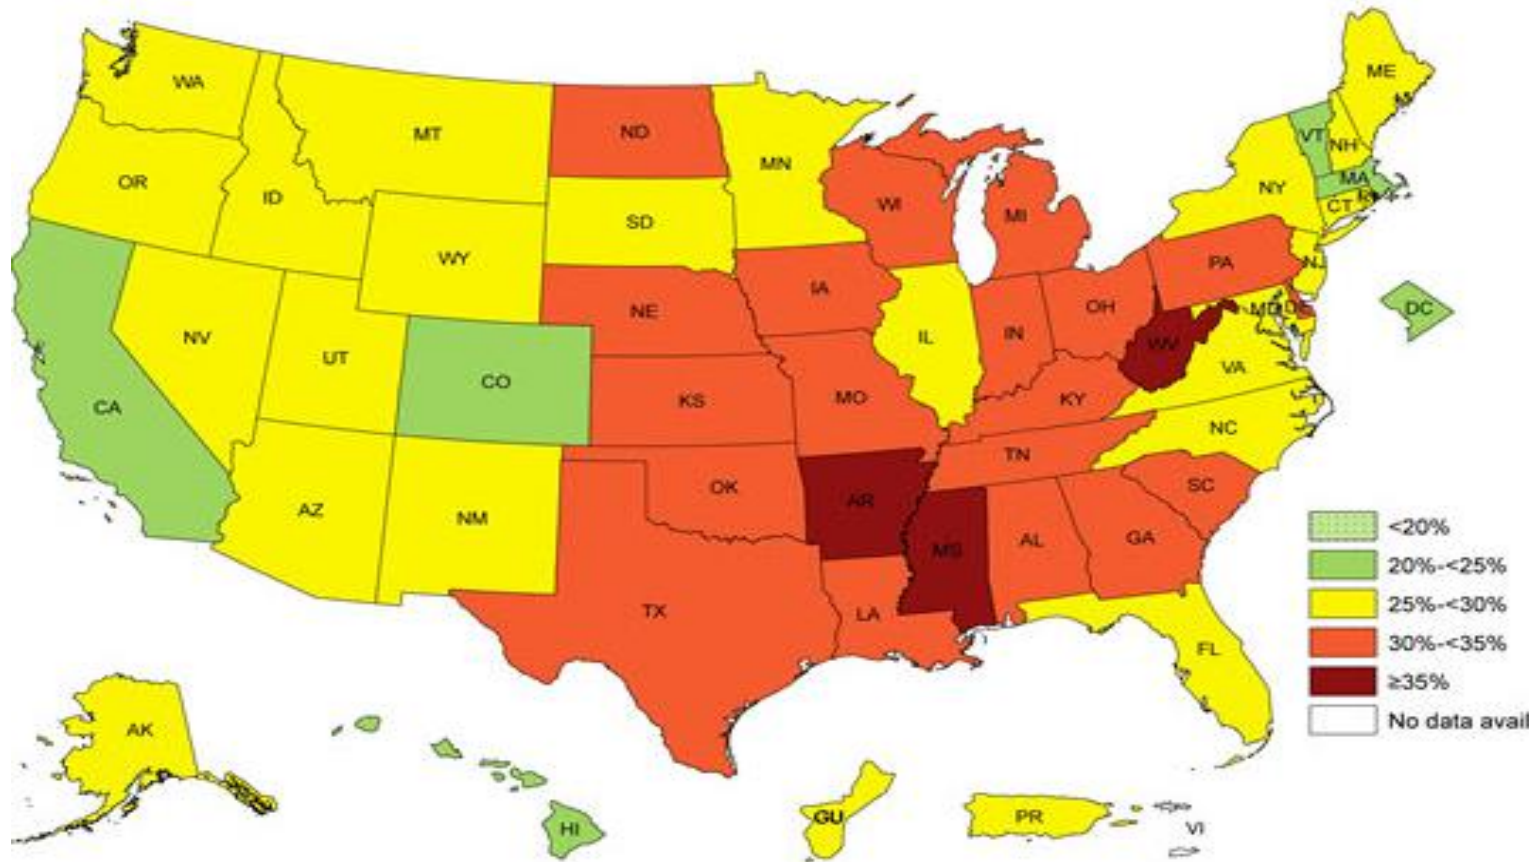 ME
WA
MT
ND
MN
VT
NH
OR
ID
SD
WI
MI
NY
MA
CT
RI
WY
IA
PA
NJ
NE
OH
MD
DE
DC
NV
UT
IL
IN
WV
VA
CO
CA
KS
MO
KY
NC
TN
AZ
NM
OK
AR
SC
MS
AL
GA
TX
LA
FL
<20%
20%-<25%
25%-<30%
30%-<35%
≥35%
No data avail
AK
HI
GU
PR
VI